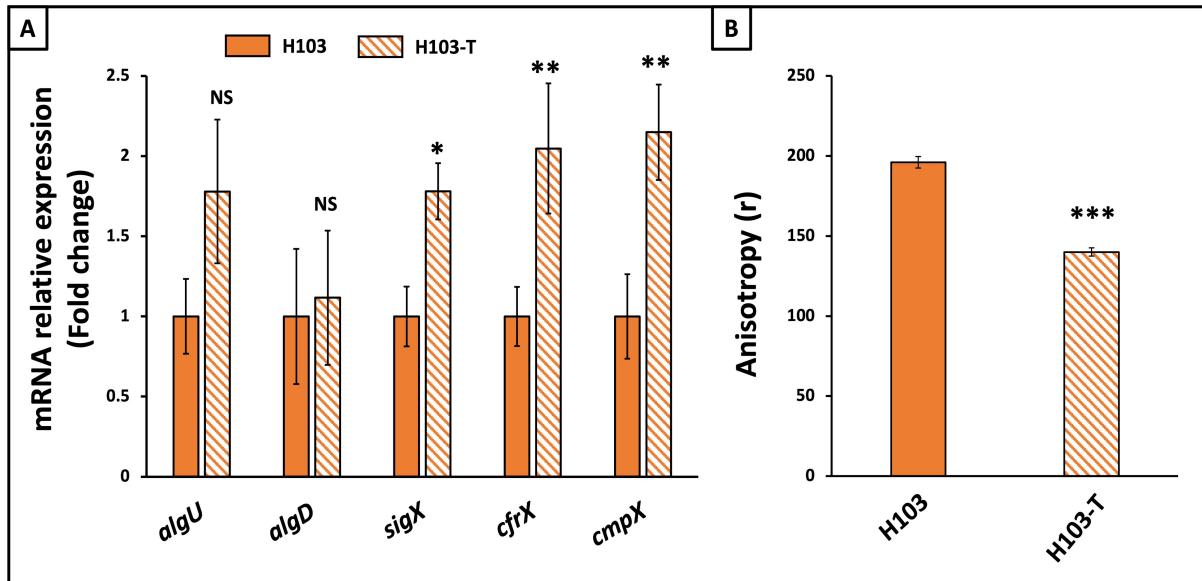 A
H103
H103-T
mRNA relative expression
(Fold change)
2.5
2
1.5
1
0.5
0
NS
NS
*
**
**
algU
algD
sigX
cfrX
cmpX
B
Anisotropy (r)
250
200
150
100
50
0
***
H103
H103-T